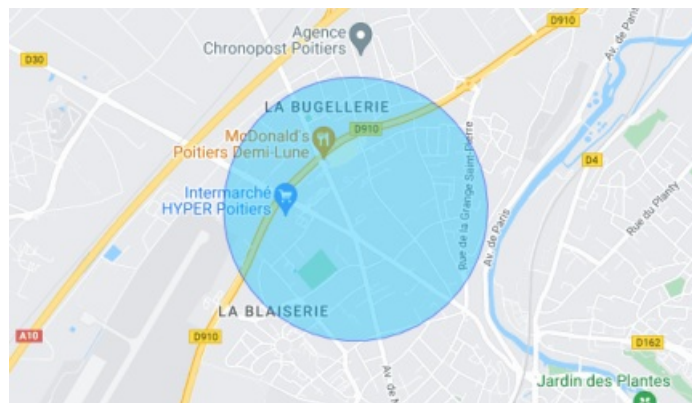 Agence
Chronopost Poitiers
D910
Av. de Paris
D30
LA BUGELLERIE
D910
McDonald's
Poitiers Demi-Lune
D4
Rue de la Grange Saint-Pierre
Intermarché
HYPER Poitiers
Rue du Planty
Av. de Paris
LA BLAISERIE
A10
D910
D162
Av. de N
Jardin des Plantes